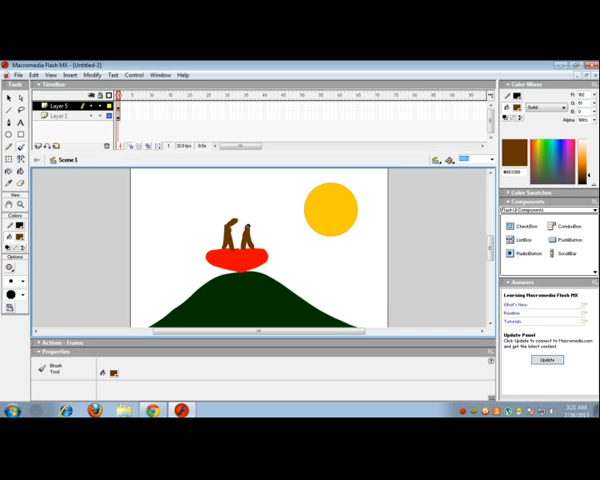 Macromedia Flash MX - [Untitled-2]
File Edit View Insert Modify Text Control Window Help
Tools
Timeline
Layer 5
Layer 1
Scene 1
View
Colors
Options
Actions - Frame
Properties
Brush
Tool
Color Mixer
Solid
Alpha:
Color Swatches
Components
Flash UI Components
CheckBox
ComboBox
ListBox
PushButton
RadioButton
ScrollBar
Answers
Learning Macromedia Flash MX
What's New
Readme
Tutorials
Update Panel
Click Update to connect to Macromedia.com
and get the latest content.
Update
3:21 AM